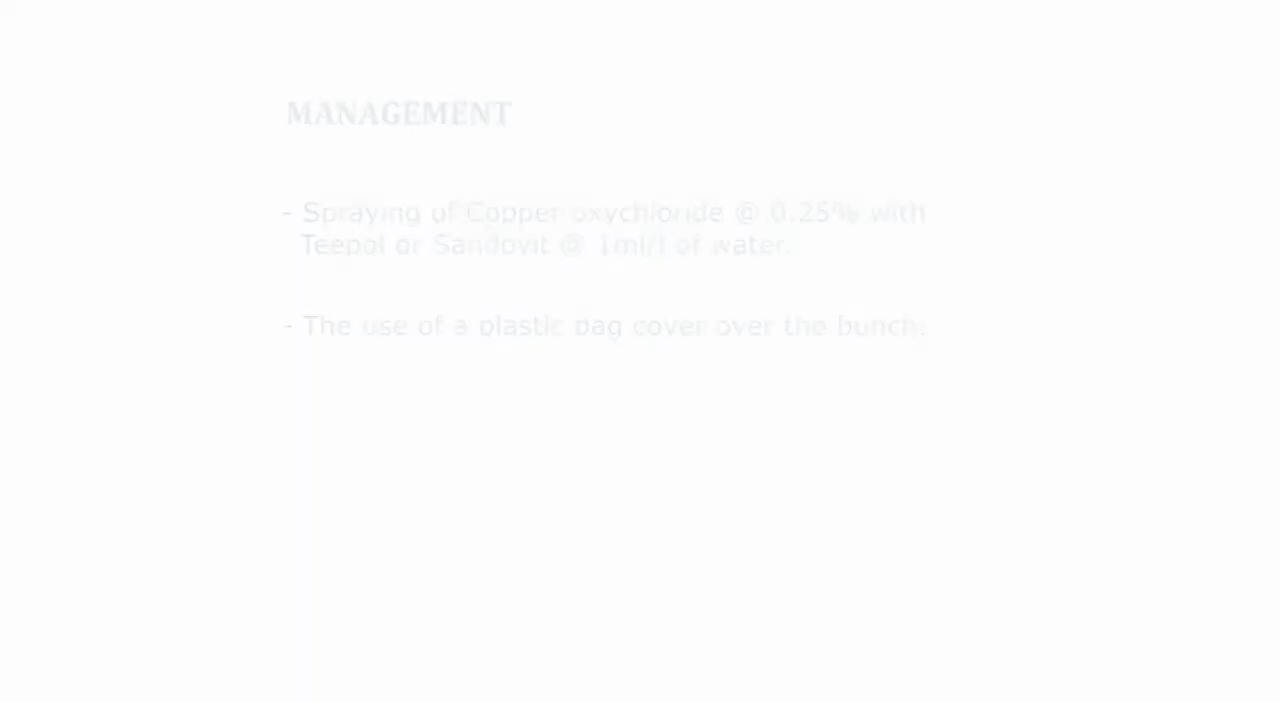 MANAGEMENT
- Spraying of Copper oxychloride @ 0.25% with
Teepol or Sandovit @ 1ml/l of water.
- The use of a plastic bag cover over the bunch.